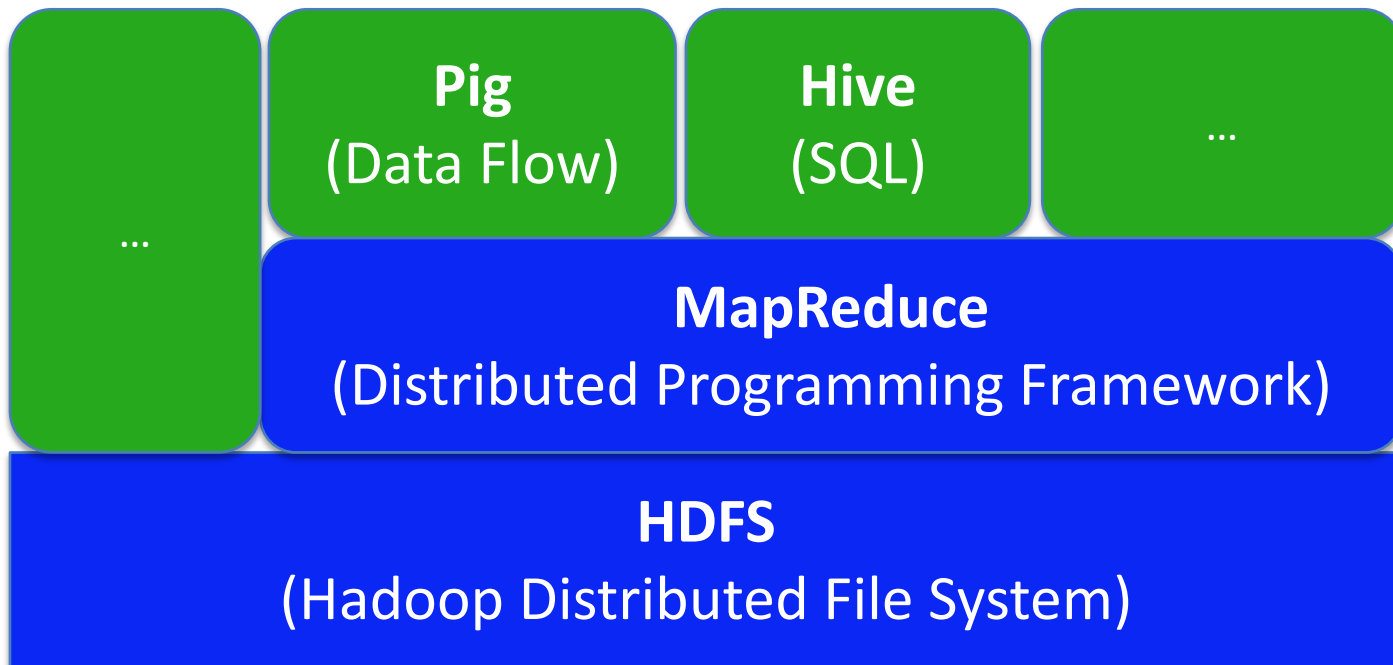 Pig
(Data Flow)
Hive
(SQL)
...
...
MapReduce
(Distributed Programming Framework)
HDFS
(Hadoop Distributed File System)